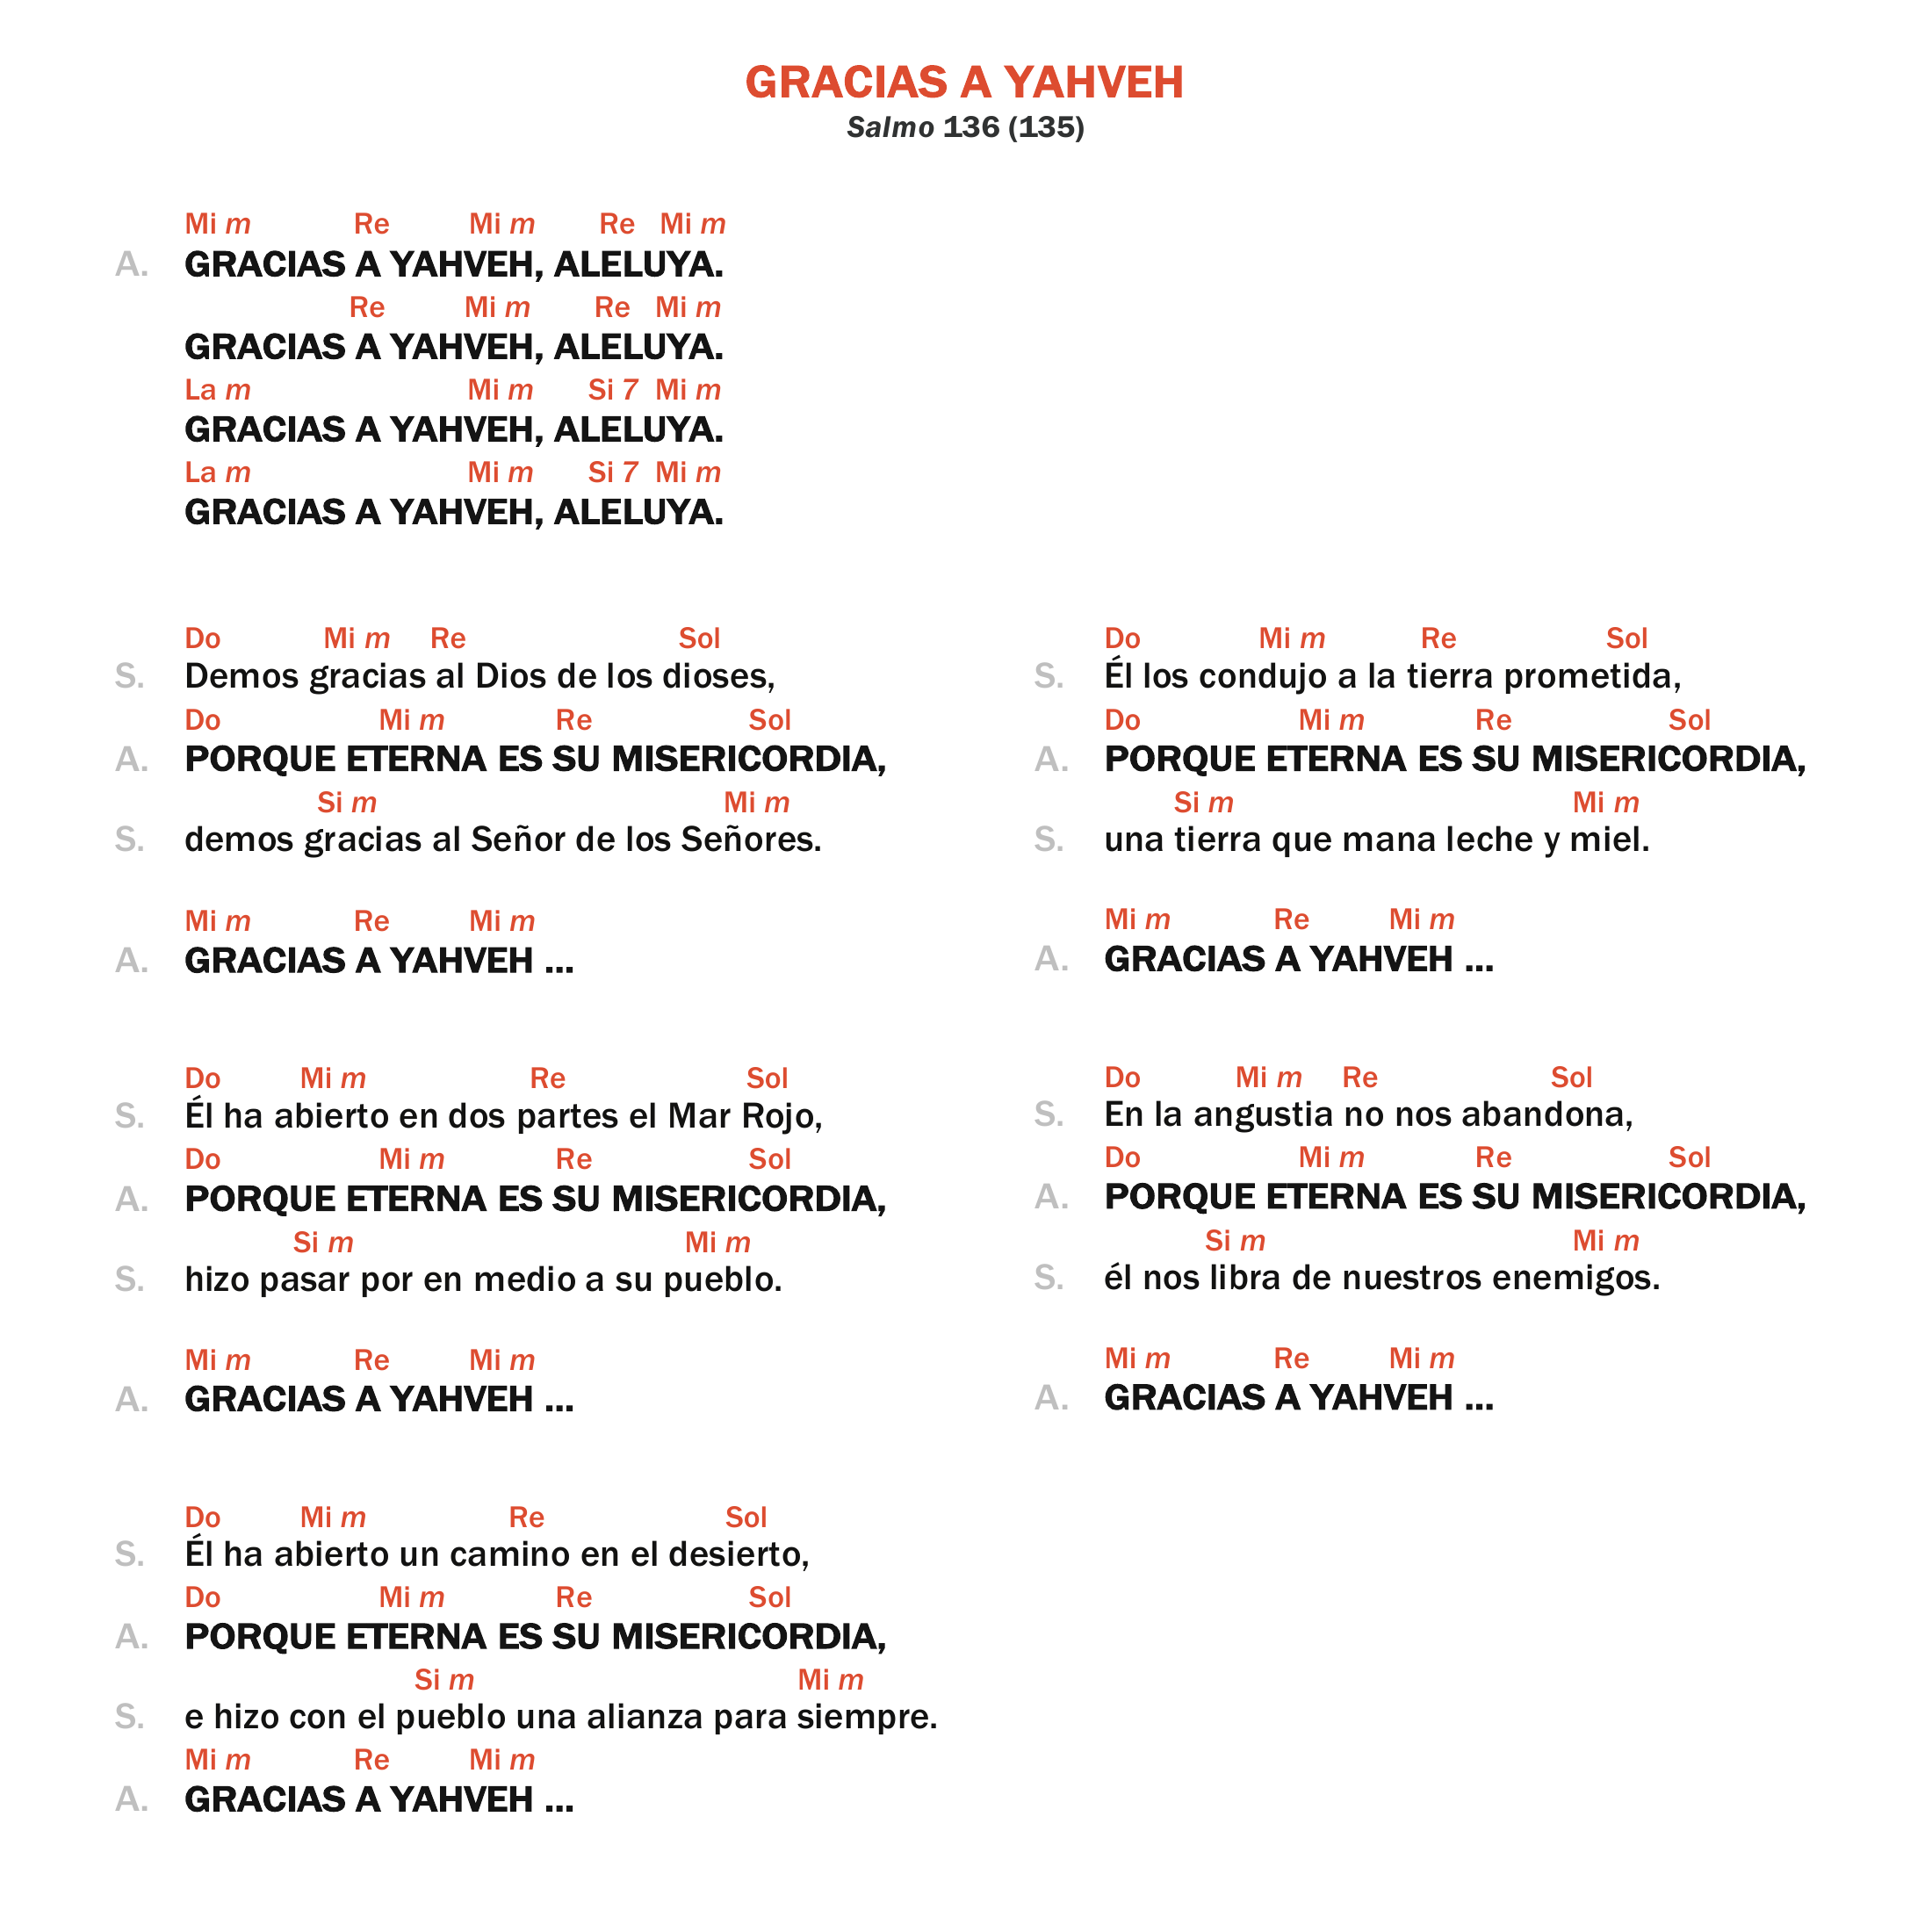 GRACIAS A YAHVEH
Salmo 136 (135)
Mi m Re Mi m Re Mi m
A. GRACIAS A YAHVEH, ALELUYA.
Re Mi m Re Mi m
GRACIAS A YAHVEH, ALELUYA.
La m Mi m Si 7 Mi m
GRACIAS A YAHVEH, ALELUYA.
La m Mi m Si 7 Mi m
GRACIAS A YAHVEH, ALELUYA.
Do Mi m Re Sol
S. Demos gracias al Dios de los dioses,
Do Mi m Re Sol
A. PORQUE ETERNA ES SU MISERICORDIA,
Si m Mi m
S. demos gracias al Señor de los Señores.
Mi m Re Mi m
A. GRACIAS A YAHVEH ...
Do Mi m Re Sol
S. Él ha abierto en dos partes el Mar Rojo,
Do Mi m Re Sol
A. PORQUE ETERNA ES SU MISERICORDIA,
Si m Mi m
S. hizo pasar por en medio a su pueblo.
Mi m Re Mi m
A. GRACIAS A YAHVEH ...
Do Mi m Re Sol
S. Él ha abierto un camino en el desierto,
Do Mi m Re Sol
A. PORQUE ETERNA ES SU MISERICORDIA,
Si m Mi m
S. e hizo con el pueblo una alianza para siempre.
Mi m Re Mi m
A. GRACIAS A YAHVEH ...
Do Mi m Re Sol
S. Él los condujo a la tierra prometida,
Do Mi m Re Sol
A. PORQUE ETERNA ES SU MISERICORDIA,
Si m Mi m
S. una tierra que mana leche y miel.
Mi m Re Mi m
A. GRACIAS A YAHVEH ...
Do Mi m Re Sol
S. En la angustia no nos abandona,
Do Mi m Re Sol
A. PORQUE ETERNA ES SU MISERICORDIA,
Si m Mi m
S. él nos libra de nuestros enemigos.
Mi m Re Mi m
A. GRACIAS A YAHVEH ...